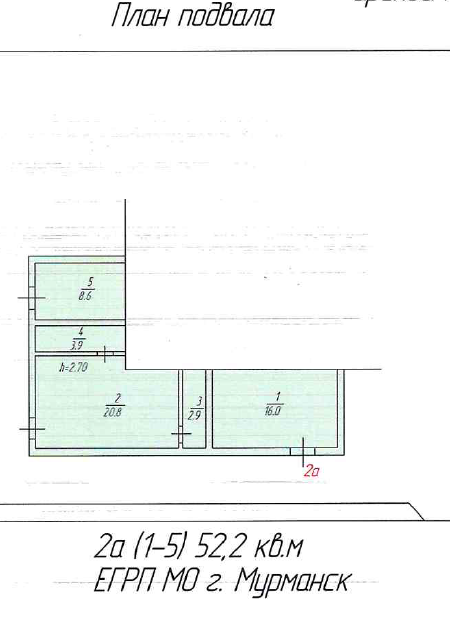 План подвала
5
8.6
4
3.9
h=2.70
2
20.8
3
2.9
1
16.0
2а
2а (1-5) 52,2 кв.м
ЕГРП МО г. Мурманск